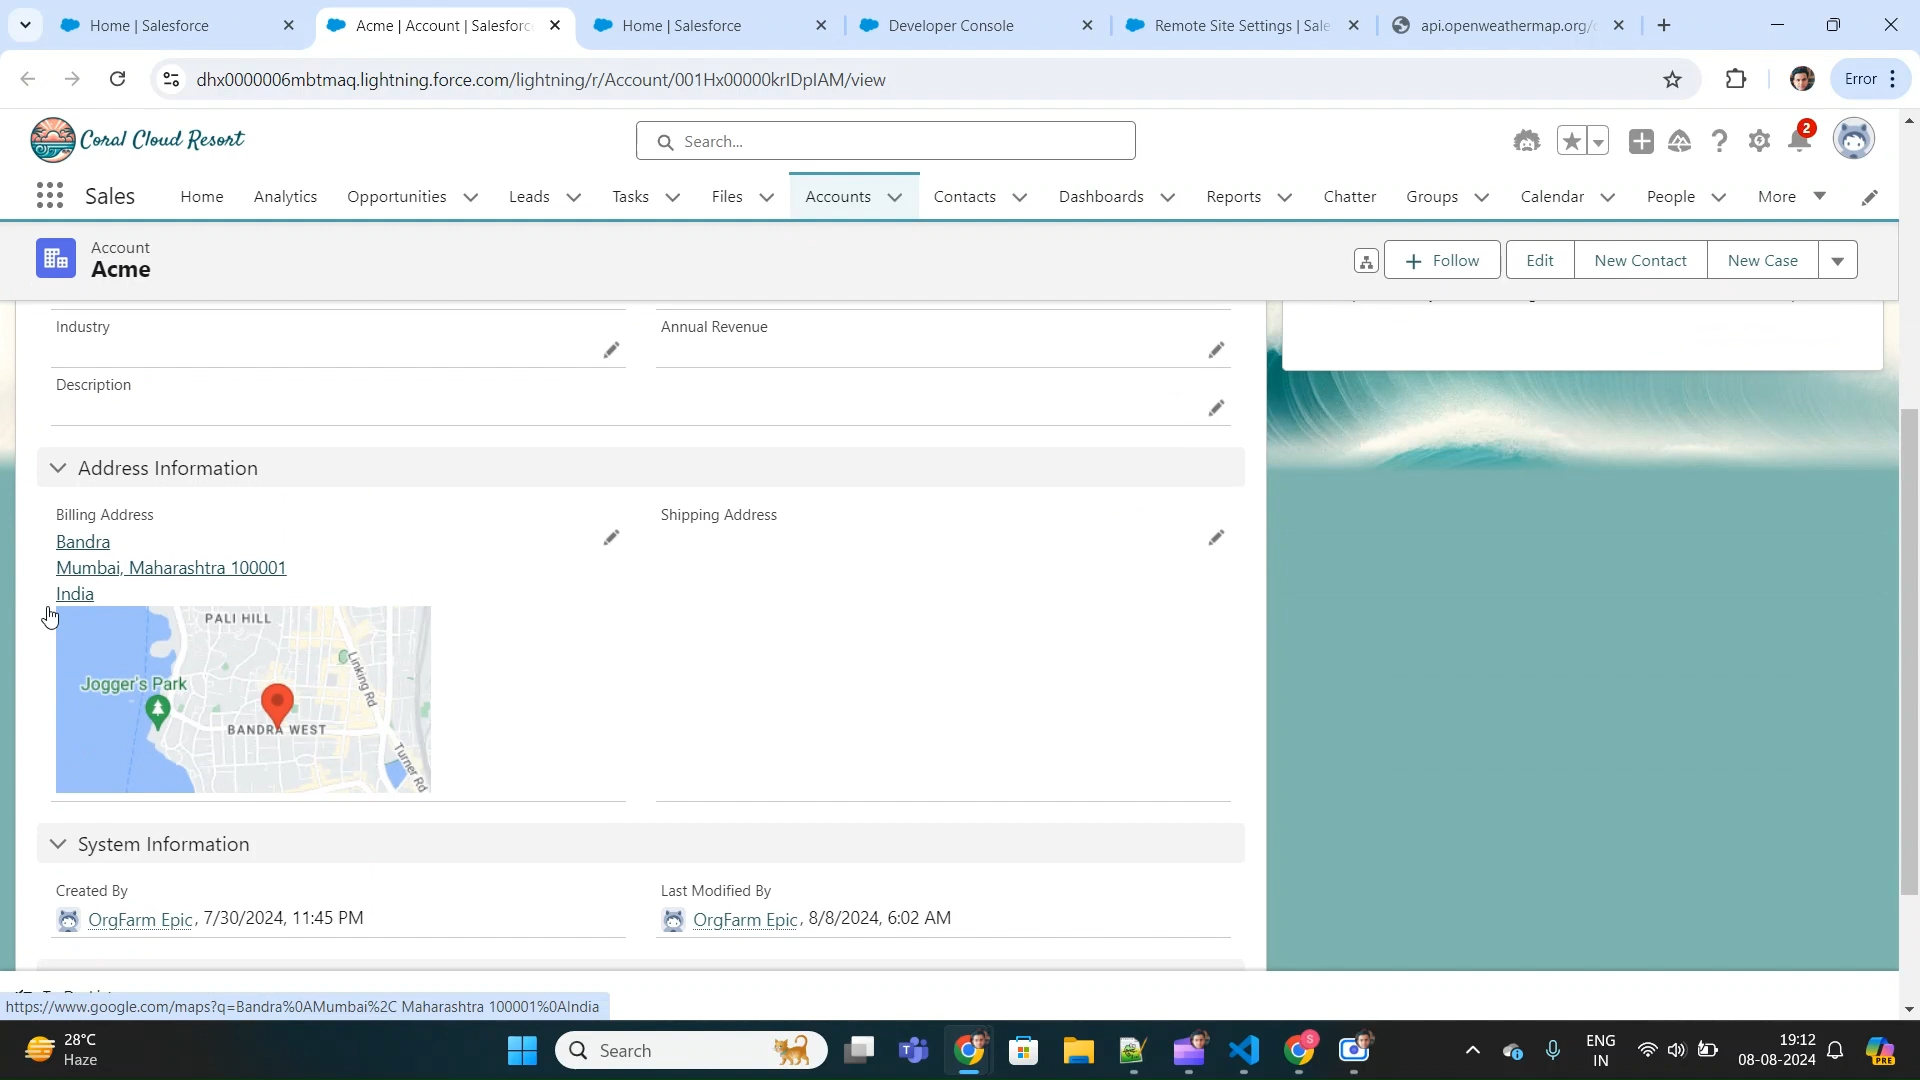 Home | Salesforce
Acme | Account | Salesforc
Home | Salesforce
Developer Console
Remote Site Settings | Sale
api.openweathermap.org/
dhx0000006mbtmaq.lightning.force.com/lightning/r/Account/001Hx00000krIDpIAM/view
Error
Coral Cloud Resort
Search...
2
Sales
Home
Analytics
Opportunities
Leads
Tasks
Files
Accounts
Contacts
Dashboards
Reports
Chatter
Groups
Calendar
People
More
Account
Acme
Follow
Edit
New Contact
New Case
Industry
Annual Revenue
Description
Address Information
Billing Address
Shipping Address
Bandra
Mumbai, Maharashtra 100001
India
PALI HILL
Linking Rd
Jogger's Park
BANDRA WEST
Turner Rd
System Information
Created By
Last Modified By
OrgFarm Epic, 7/30/2024, 11:45 PM
OrgFarm Epic, 8/8/2024, 6:02 AM
https://www.google.com/maps?q=Bandra%0AMumbai%2C Maharashtra 100001%0AIndia
28°C
Haze
Search
S
ENG
IN
19:12
08-08-2024
PRE